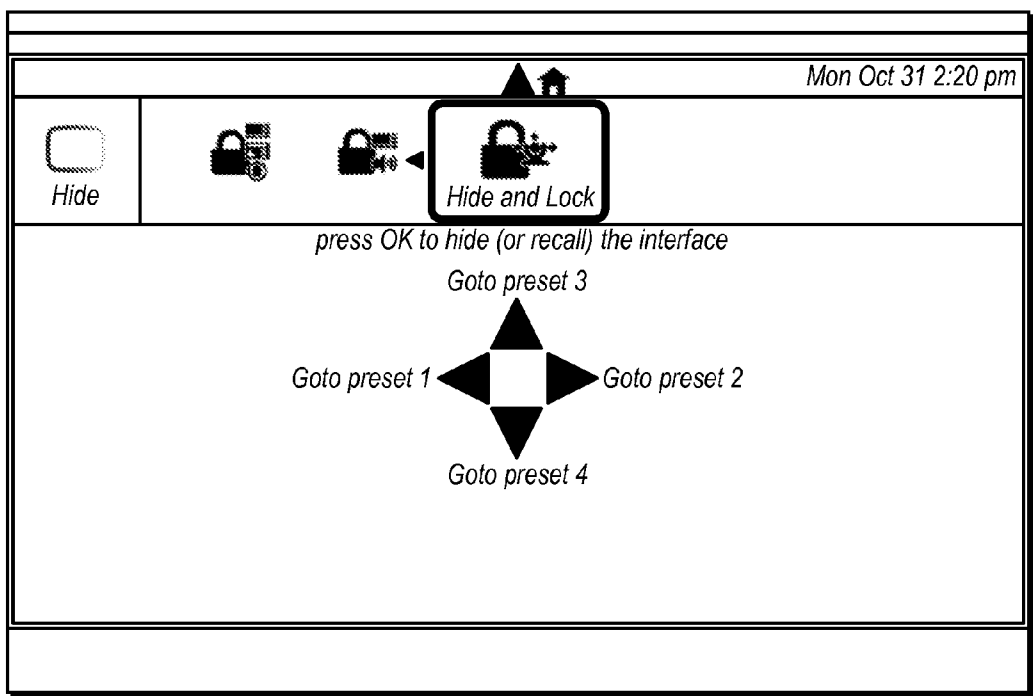 Mon Oct 31 2:20 pm
Hide
Hide and Lock
press OK to hide (or recall) the interface
Goto preset 3
Goto preset 1 Goto preset 2
Goto preset 4